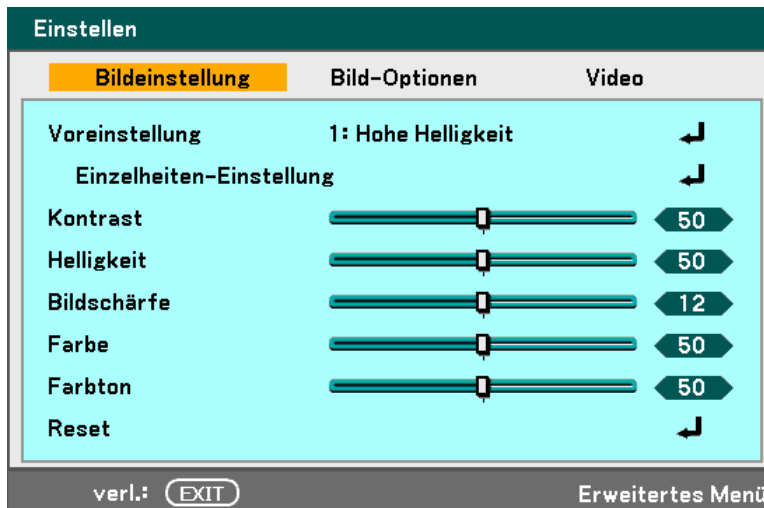 Einstellen
Bildeinstellung Bild-Optionen Video
Voreinstellung 1: Hohe Helligkeit
Einzelheiten-Einstellung
Kontrast 50
Helligkeit 50
Bildschärfe 12
Farbe 50
Farbton 50
Reset
verl.: EXIT Erweitertes Menü